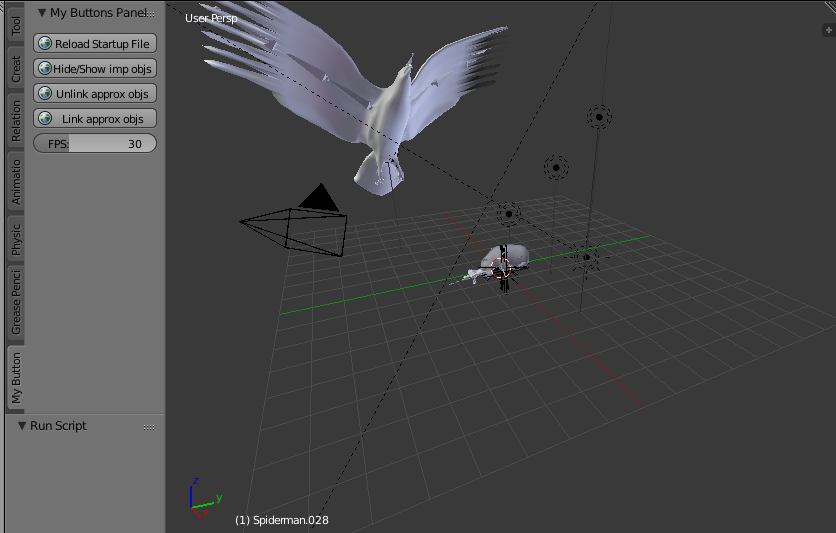 Tool
Creat
Relation
Animatio
Physic
Grease Penci
My Button
My Buttons Panel
Reload Startup File
Hide/Show imp objs
Unlink approx objs
Link approx objs
FPS: 30
Run Script
User Persp
z
y
(1) Spiderman.028